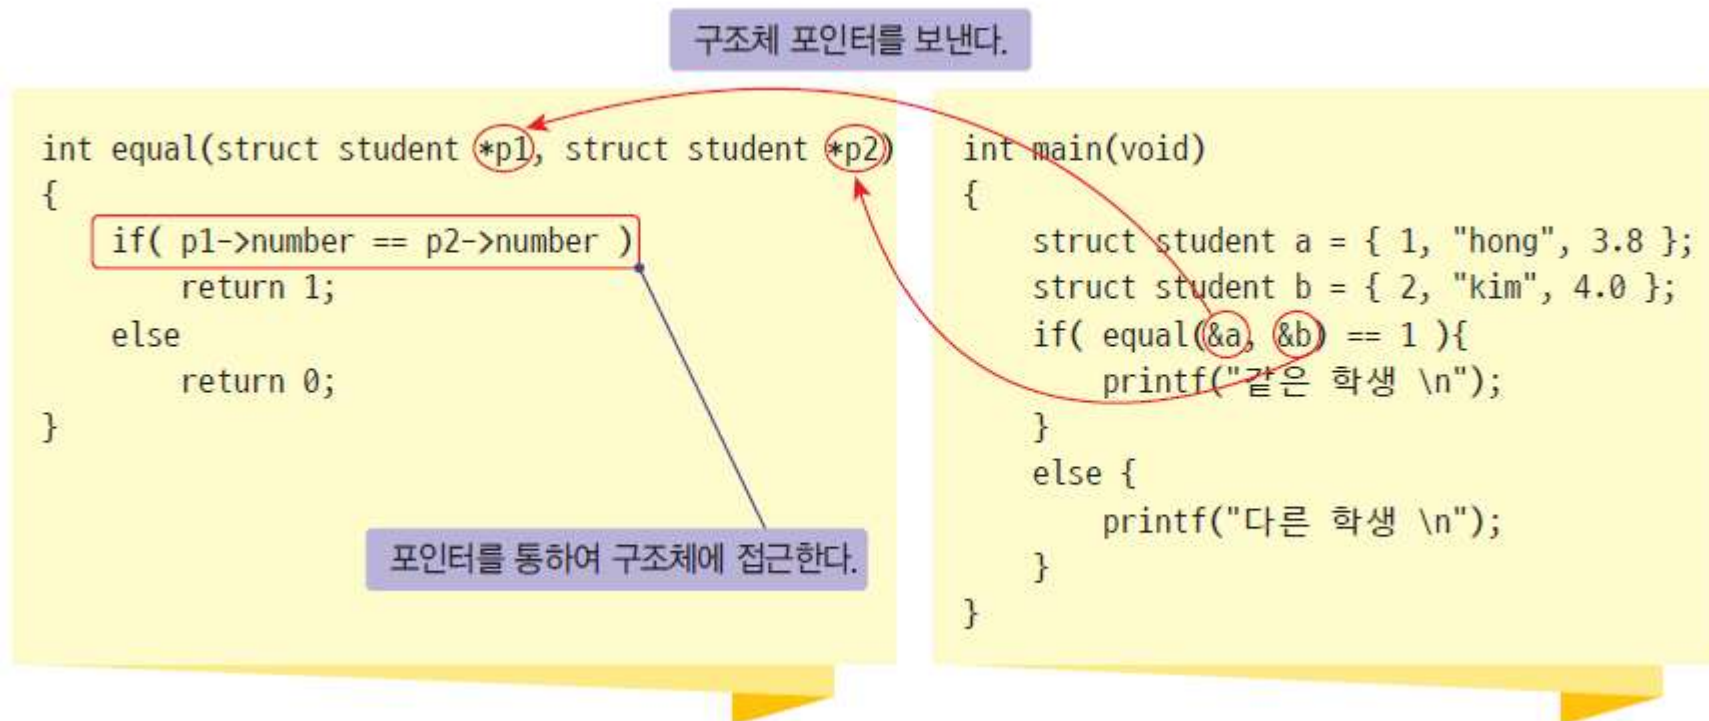 구조체 포인터를 보낸다.
int equal(struct student *p1, struct student *p2)
{
if( p1->number == p2->number )
return 1;
else
return 0;
}
포인터를 통하여 구조체에 접근한다.
int main(void)
{
struct student a = { 1, "hong", 3.8 };
struct student b = { 2, "kim", 4.0 };
if( equal(&a, &b) == 1 ){
printf("같은 학생 \n");
}
else {
printf("다른 학생 \n");
}
}